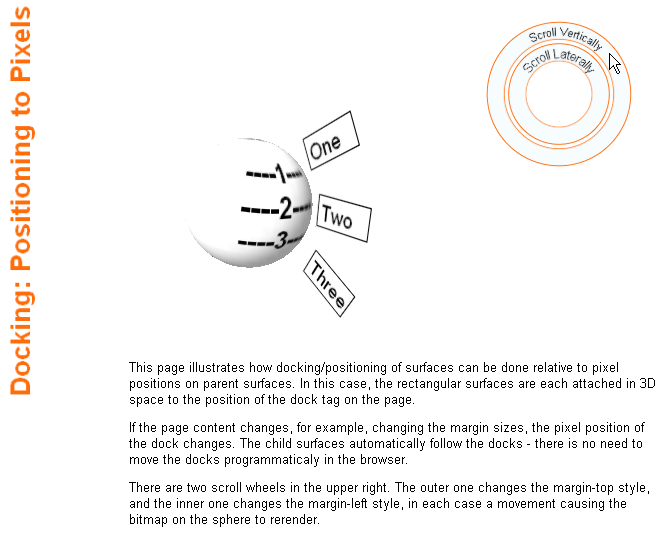 Docking: Positioning to Pixels
Scroll Vertically
Scroll Laterally
----1---
One
----2---
Two
----3--
Three
This page illustrates how docking/positioning of surfaces can be done relative to pixel
positions on parent surfaces. In this case, the rectangular surfaces are each attached in 3D
space to the position of the dock tag on the page.
If the page content changes, for example, changing the margin sizes, the pixel position of
the dock changes. The child surfaces automatically follow the docks - there is no need to
move the docks programmaticaly in the browser.
There are two scroll wheels in the upper right. The outer one changes the margin-top style,
and the inner one changes the margin-left style, in each case a movement causing the
bitmap on the sphere to rerender.